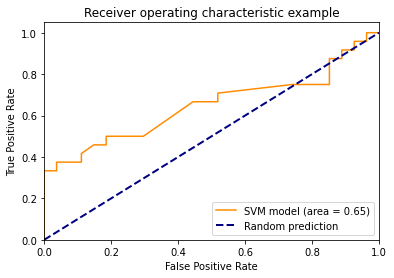 Receiver operating characteristic example
True Positive Rate
1.0
0.8
0.6
0.4
0.2
0.0
SVM model (area = 0.65)
Random prediction
0.0 0.2 0.4 0.6 0.8 1.0
False Positive Rate